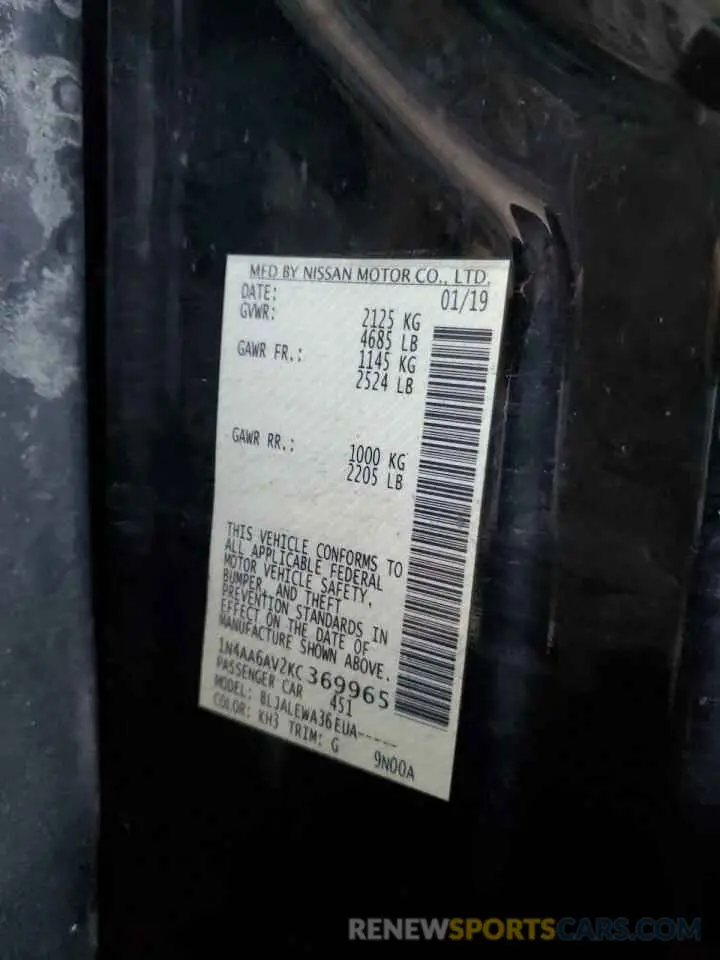 MFD BY NISSAN MOTOR CO., LTD.
DATE: 01/19
GVWR: 2125 KG
4685 LB
GAWR FR.: 1145 KG
2524 LB
GAWR RR.: 1000 KG
2205 LB
THIS VEHICLE CONFORMS TO
ALL APPLICABLE FEDERAL
MOTOR VEHICLE SAFETY,
BUMPER, AND THEFT
PREVENTION STANDARDS IN
EFFECT ON THE DATE OF
MANUFACTURE SHOWN ABOVE.
1N4AA6AV2KC369965
PASSENGER CAR 451
MODEL: BLJALEWA36EUA-----
COLOR: KH3 TRIM: G 9N00A
RENEWSPORTSCARS.COM